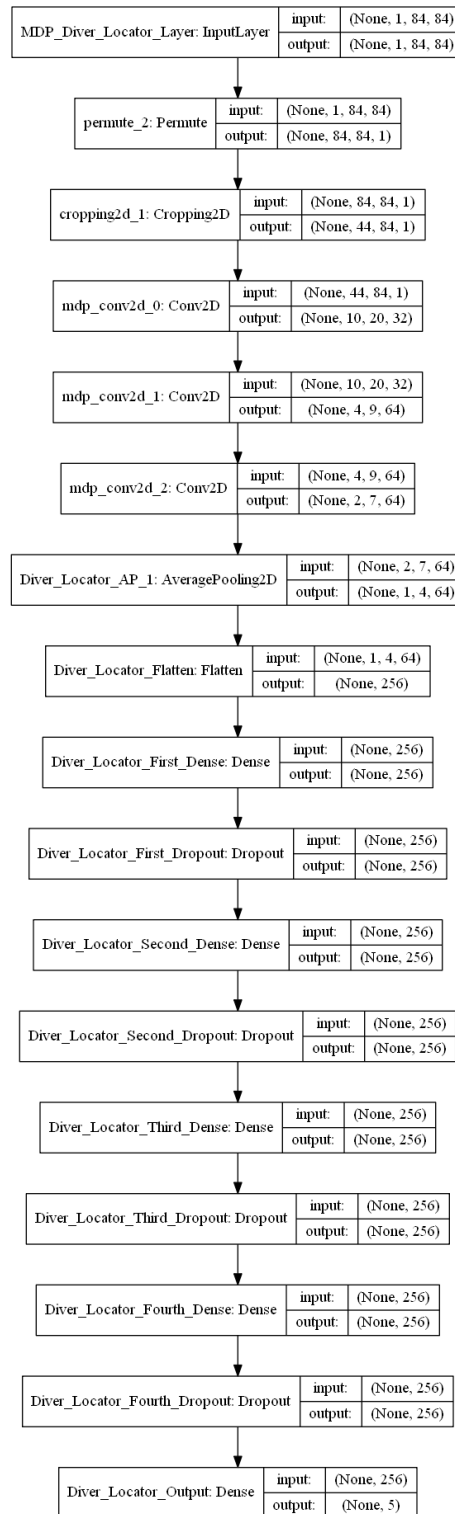 MDP_Diver_Locator_Layer: InputLayer
input: (None, 1, 84, 84)
output: (None, 1, 84, 84)
permute_2: Permute
input: (None, 1, 84, 84)
output: (None, 84, 84, 1)
cropping2d_1: Cropping2D
input: (None, 84, 84, 1)
output: (None, 44, 84, 1)
mdp_conv2d_0: Conv2D
input: (None, 44, 84, 1)
output: (None, 10, 20, 32)
mdp_conv2d_1: Conv2D
input: (None, 10, 20, 32)
output: (None, 4, 9, 64)
mdp_conv2d_2: Conv2D
input: (None, 4, 9, 64)
output: (None, 2, 7, 64)
Diver_Locator_AP_1: AveragePooling2D
input: (None, 2, 7, 64)
output: (None, 1, 4, 64)
Diver_Locator_Flatten: Flatten
input: (None, 1, 4, 64)
output: (None, 256)
Diver_Locator_First_Dense: Dense
input: (None, 256)
output: (None, 256)
Diver_Locator_First_Dropout: Dropout
input: (None, 256)
output: (None, 256)
Diver_Locator_Second_Dense: Dense
input: (None, 256)
output: (None, 256)
Diver_Locator_Second_Dropout: Dropout
input: (None, 256)
output: (None, 256)
Diver_Locator_Third_Dense: Dense
input: (None, 256)
output: (None, 256)
Diver_Locator_Third_Dropout: Dropout
input: (None, 256)
output: (None, 256)
Diver_Locator_Fourth_Dense: Dense
input: (None, 256)
output: (None, 256)
Diver_Locator_Fourth_Dropout: Dropout
input: (None, 256)
output: (None, 256)
Diver_Locator_Output: Dense
input: (None, 256)
output: (None, 5)